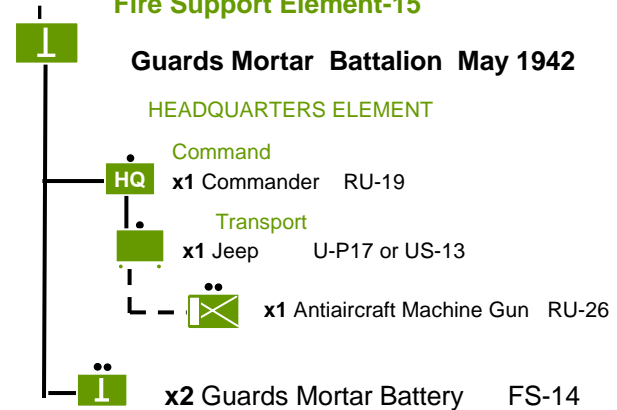 Fire Support Element-15
Guards Mortar Battalion May 1942
HEADQUARTERS ELEMENT
Command
HQ x1 Commander RU-19
Transport
x1 Jeep U-P17 or US-13
x1 Antiaircraft Machine Gun RU-26
x2 Guards Mortar Battery FS-14